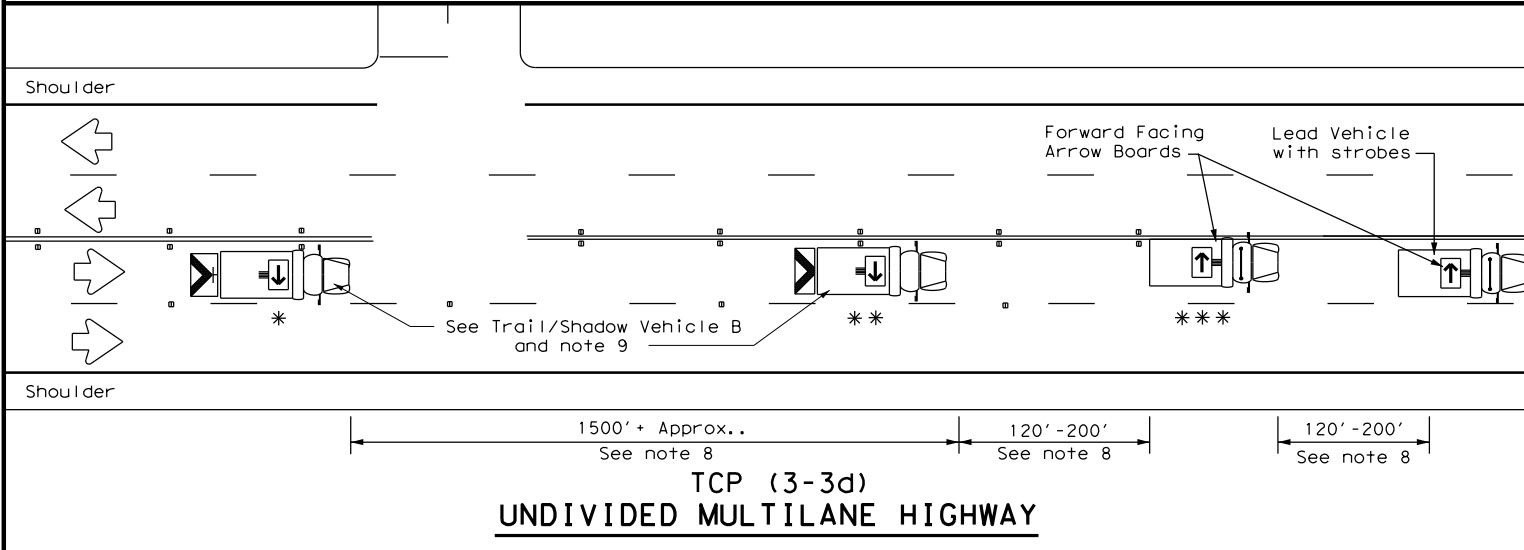 Shoulder
Forward Facing
Arrow Boards
Lead Vehicle
with strobes
*
**
***
See Trail/Shadow Vehicle B
and note 9
Shoulder
1500'+ Approx..
See note 8
120'-200'
See note 8
120'-200'
See note 8
TCP (3-3d)
UNDIVIDED MULTILANE HIGHWAY